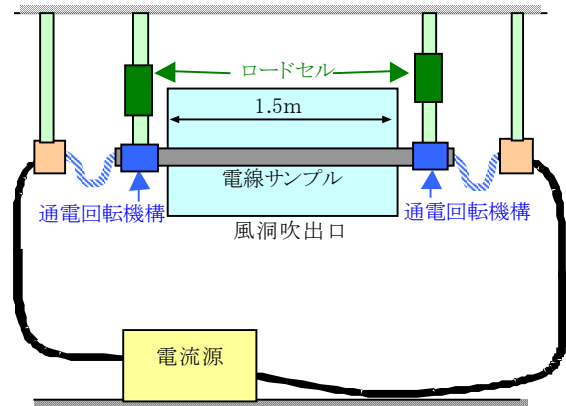 ロードセル
1.5m
電線サンプル
通電回転機構
通電回転機構
風洞吹出口
電流源